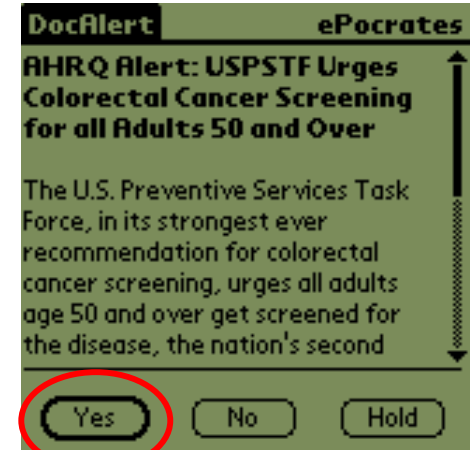 DocAlert ePocrates
AHRQ Alert: USPSTF Urges
Colorectal Cancer Screening
for all Adults 50 and Over
The U.S. Preventive Services Task
Force, in its strongest ever
recommendation for colorectal
cancer screening, urges all adults
age 50 and over get screened for
the disease, the nation's second
Yes No Hold